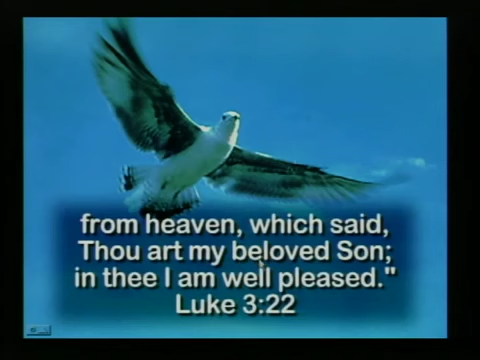 from heaven, which said,
Thou art my beloved Son;
in thee I am well pleased."
Luke 3:22